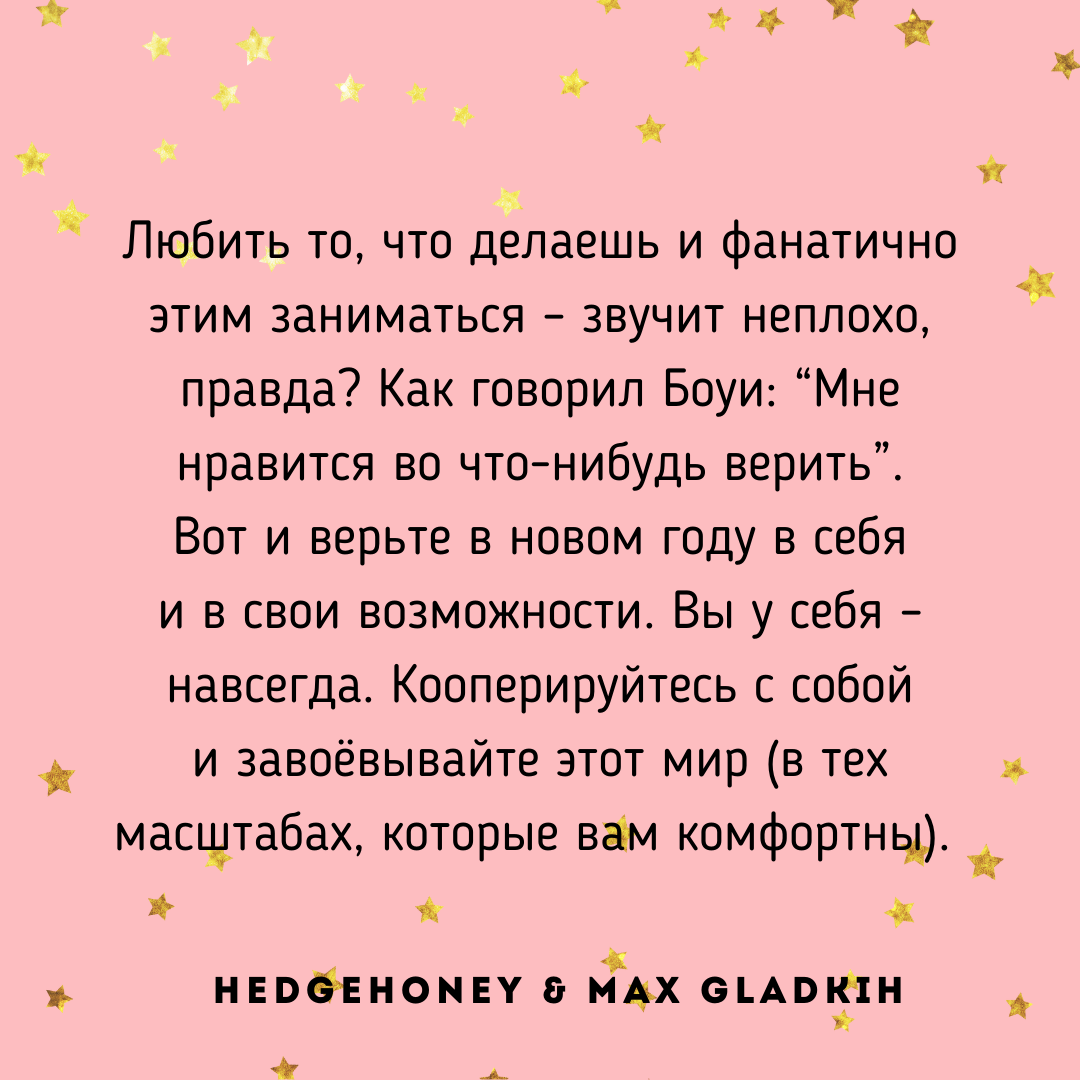 Любить то, что делаешь и фанатично
этим заниматься – звучит неплохо,
правда? Как говорил Боуи: “Мне
нравится во что-нибудь верить”.
Вот и верьте в новом году в себя
и в свои возможности. Вы у себя –
навсегда. Кооперируйтесь с собой
и завоёвывайте этот мир (в тех
масштабах, которые вам комфортны).
HEDGEHONEY & MAX GLADKIH